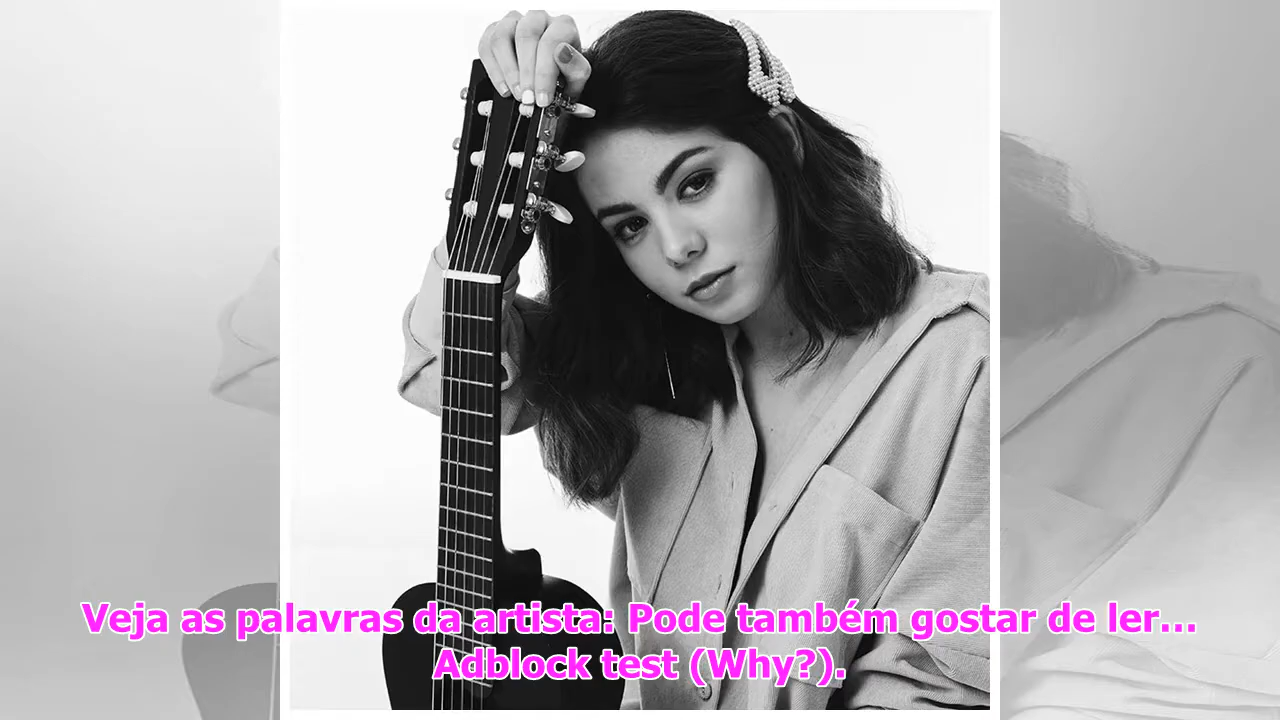 Veja as palavras da artista: Pode também gostar de ler...
Adblock test (Why?).